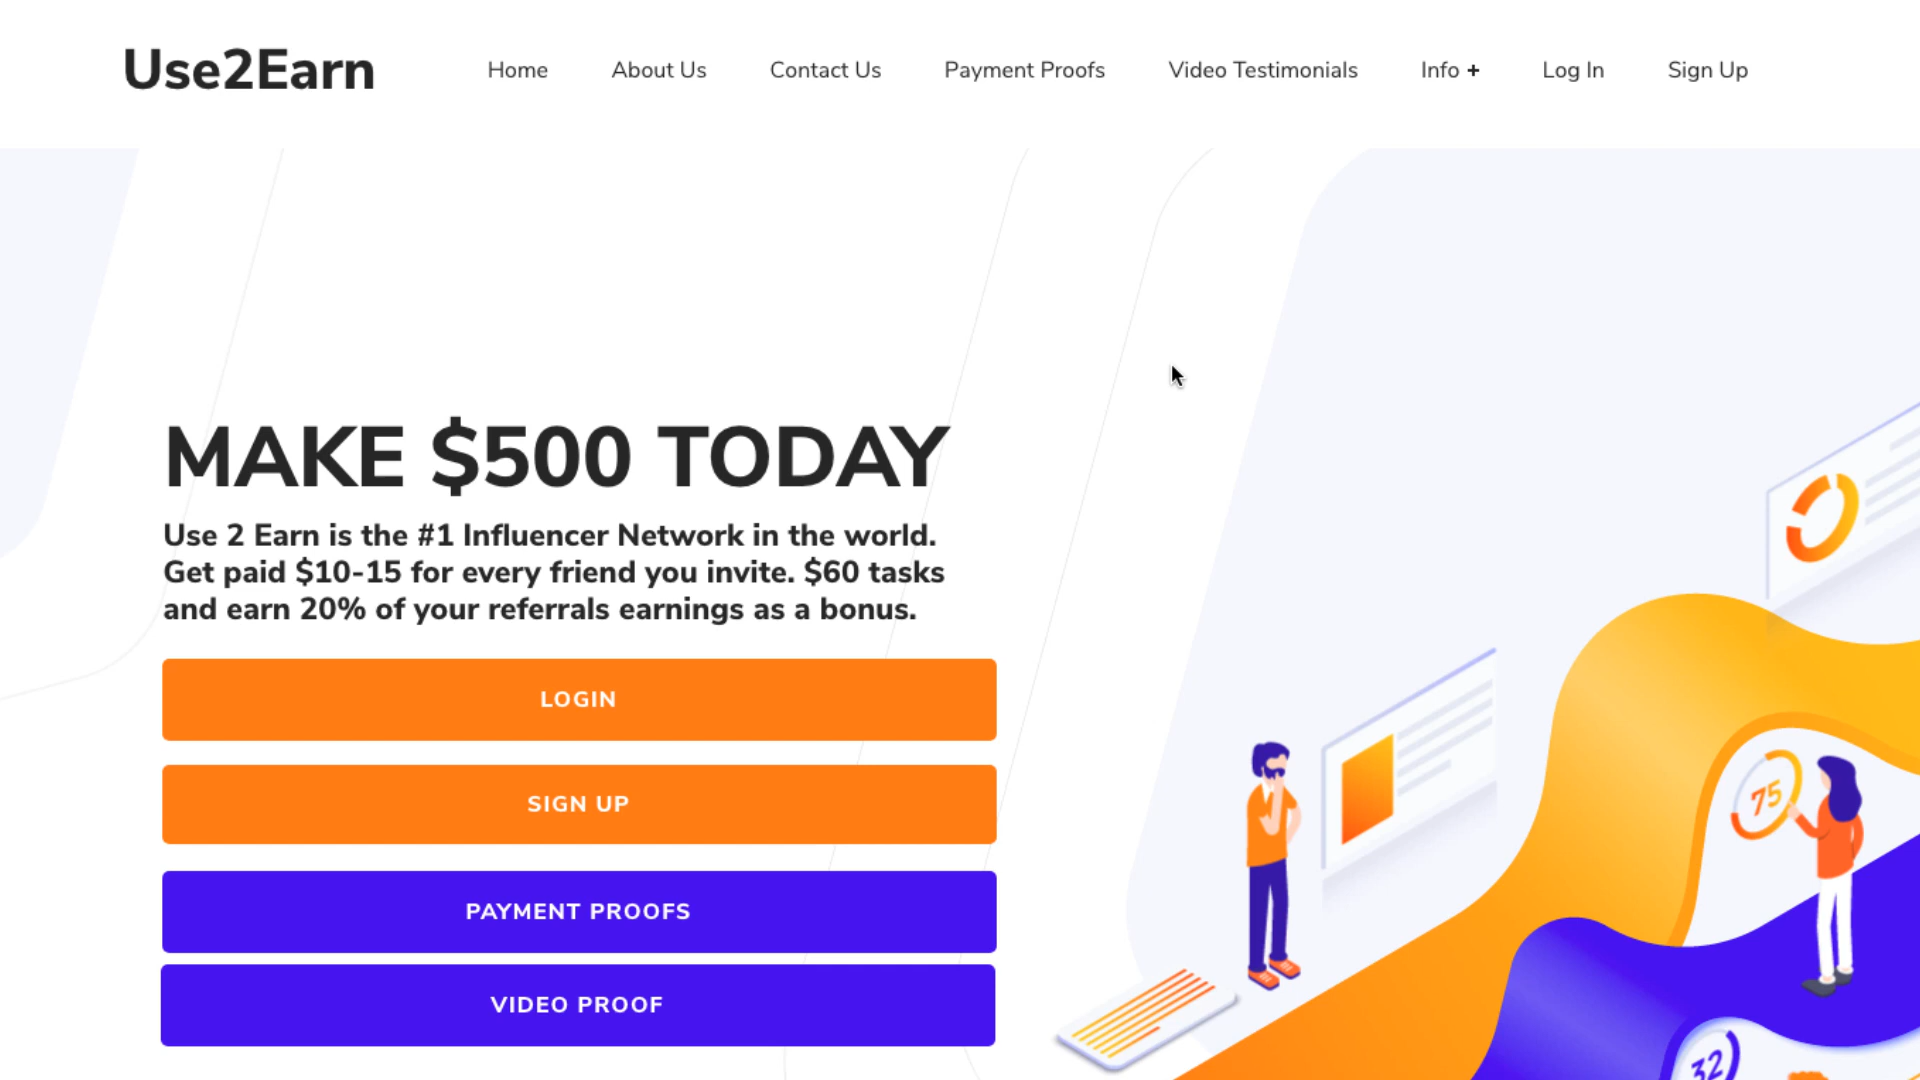 Use2Earn
Home About Us Contact Us Payment Proofs Video Testimonials Info + Log In Sign Up
MAKE $500 TODAY
Use 2 Earn is the #1 Influencer Network in the world.
Get paid $10-15 for every friend you invite. $60 tasks
and earn 20% of your referrals earnings as a bonus.
LOGIN
SIGN UP
75
PAYMENT PROOFS
VIDEO PROOF
32